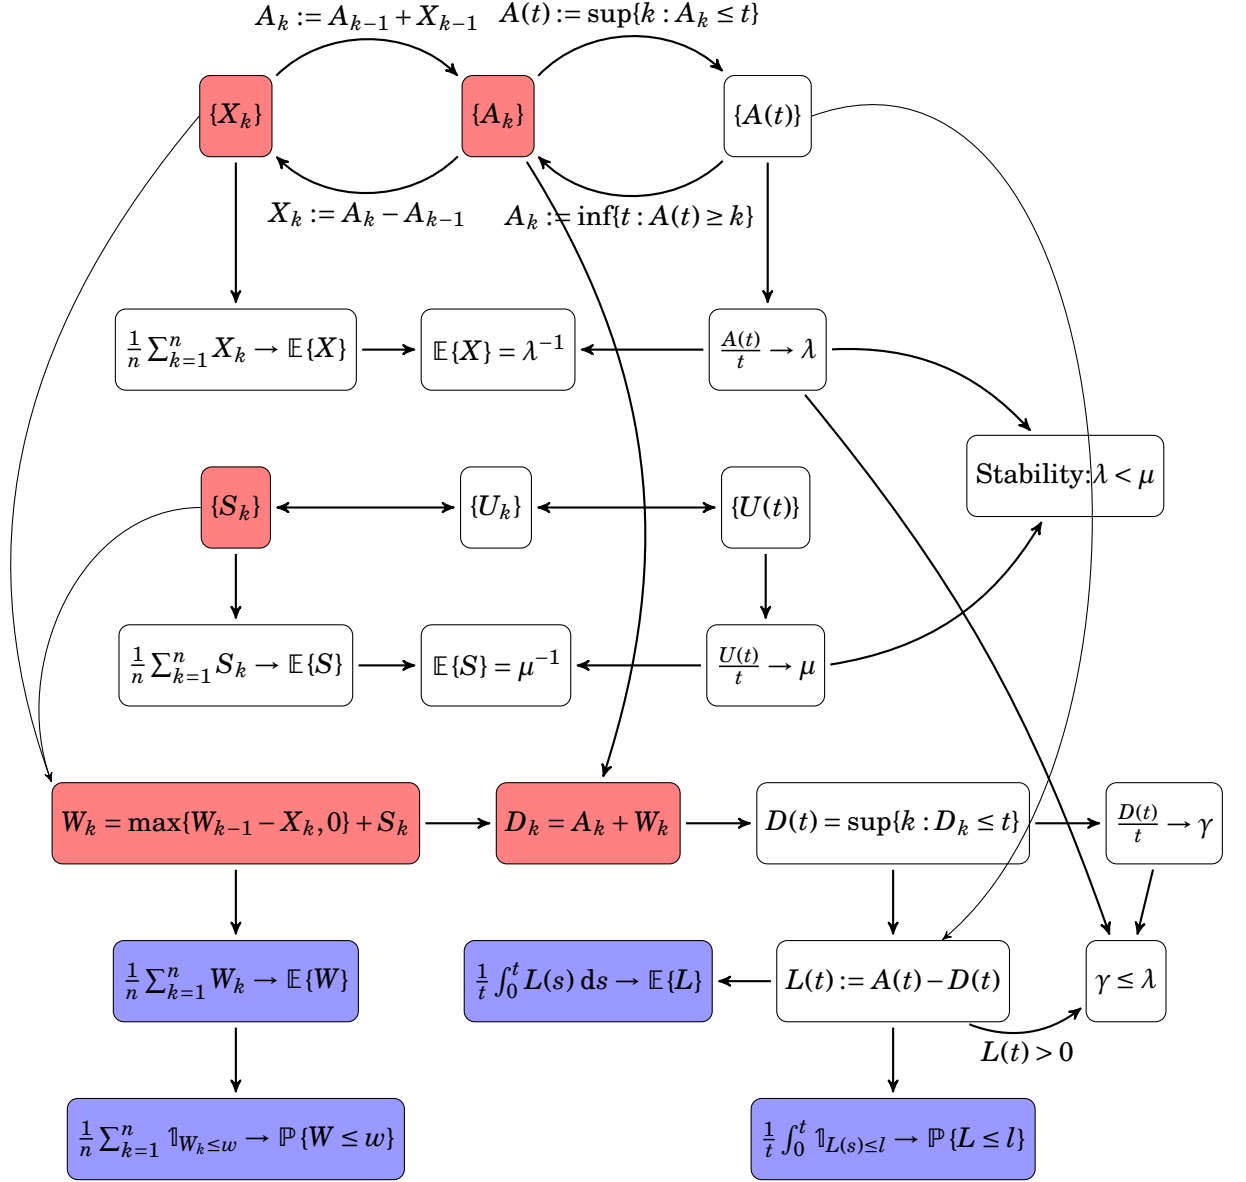 A_k := A_{k−1} + X_{k−1}
A(t) := sup{k : A_k ≤ t}
{X_k}
{A_k}
{A(t)}
X_k := A_k − A_{k−1}
A_k := inf{t : A(t) ≥ k}
1/n ∑_{k=1}^n X_k → 𝔼{X}
𝔼{X} = λ^{−1}
A(t)/t → λ
Stability: λ < μ
{S_k}
{U_k}
{U(t)}
1/n ∑_{k=1}^n S_k → 𝔼{S}
𝔼{S} = μ^{−1}
U(t)/t → μ
W_k = max{W_{k−1} − X_k, 0} + S_k
D_k = A_k + W_k
D(t) = sup{k : D_k ≤ t}
D(t)/t → γ
1/n ∑_{k=1}^n W_k → 𝔼{W}
1/t ∫_0^t L(s) ds → 𝔼{L}
L(t) := A(t) − D(t)
γ ≤ λ
L(t) > 0
1/n ∑_{k=1}^n 𝟙_{W_k ≤ w} → ℙ{W ≤ w}
1/t ∫_0^t 𝟙_{L(s) ≤ l} → ℙ{L ≤ l}